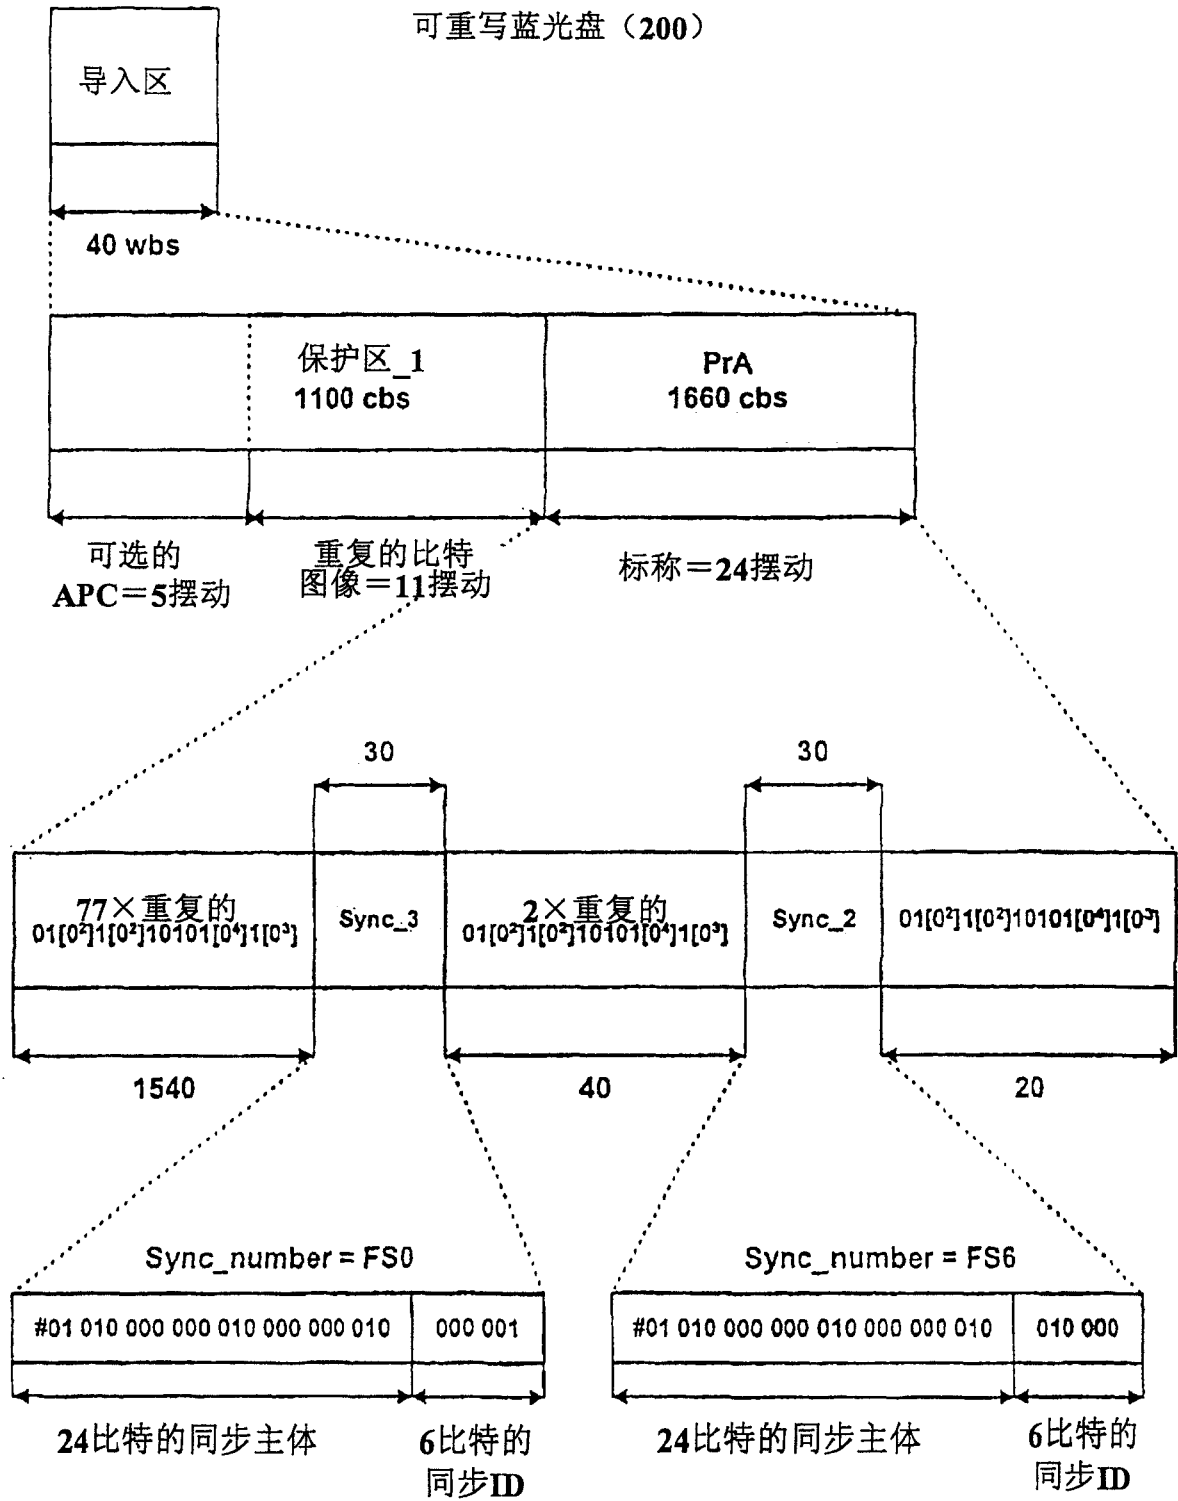 可重写蓝光盘（200）
导入区
40 wbs
保护区_1
1100 cbs
PrA
1660 cbs
可选的
APC＝5摆动
重复的比特
图像＝11摆动
标称＝24摆动
30
30
77×重复的
01[0²]1[0²]10101[0⁴]1[0³]
Sync_3
2×重复的
01[0²]1[0²]10101[0⁴]1[0³]
Sync_2
01[0²]1[0²]10101[0⁴]1[0³]
1540
40
20
Sync_number = FS0
Sync_number = FS6
#01 010 000 000 010 000 000 010
000 001
#01 010 000 000 010 000 000 010
010 000
24比特的同步主体
6比特的
同步ID
24比特的同步主体
6比特的
同步ID